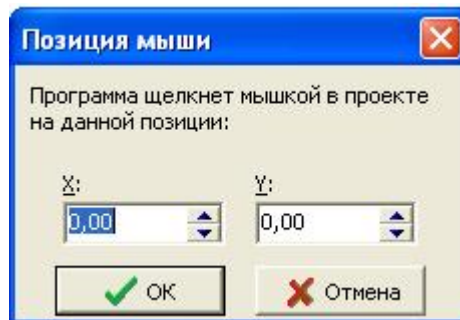 Позиция мыши
Программа щелкнет мышкой в проекте
на данной позиции:
X: Y:
0,00 0,00
OK Отмена